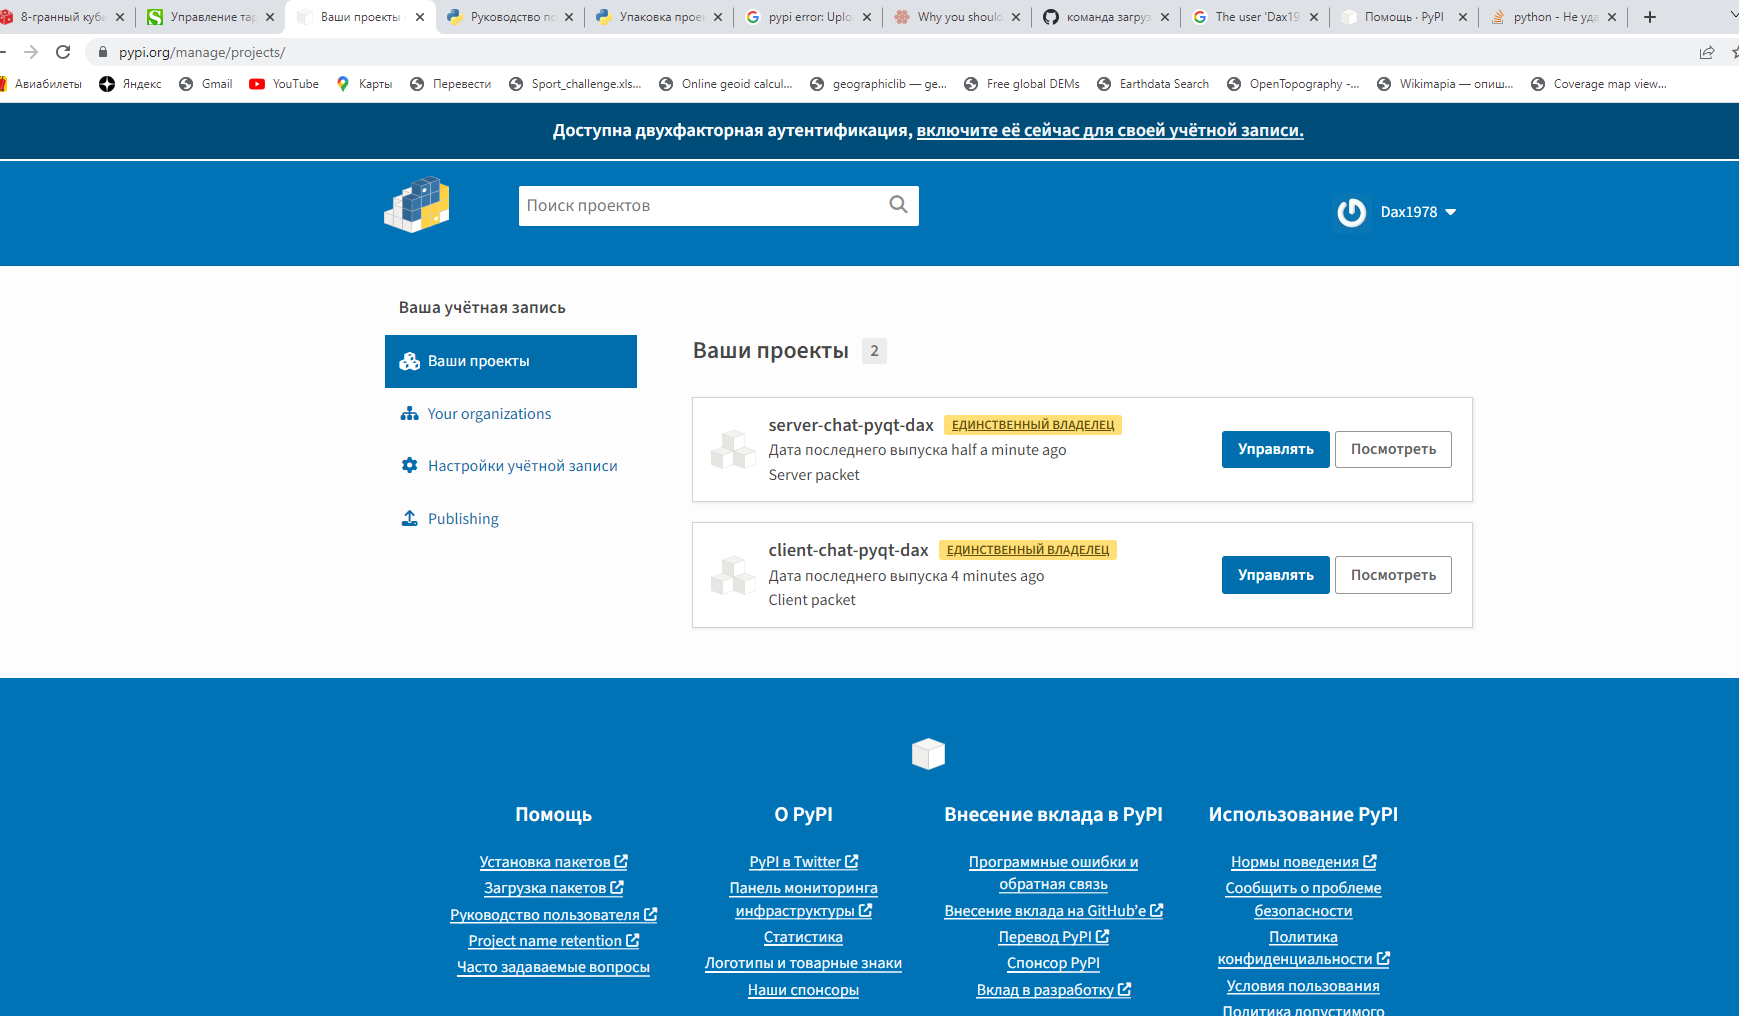 8-гранный куби
Управление тар
Ваши проекты
Руководство по
Упаковка прое
pypi error: Uplo
Why you should
команда загруз
The user 'Dax19
Помощь · PyPI
python - Не уда
pypi.org/manage/projects/
Авиабилеты
Яндекс
Gmail
YouTube
Карты
Перевести
Sport_challenge.xls...
Online geoid calcul...
geographiclib — ge...
Free global DEMs
Earthdata Search
OpenTopography -...
Wikimapia — опиш...
Coverage map view...
Доступна двухфакторная аутентификация, включите её сейчас для своей учётной записи.
Поиск проектов
Dax1978
Ваша учётная запись
Ваши проекты
Your organizations
Настройки учётной записи
Publishing
Ваши проекты 2
server-chat-pyqt-dax ЕДИНСТВЕННЫЙ ВЛАДЕЛЕЦ
Дата последнего выпуска half a minute ago
Server packet
Управлять
Посмотреть
client-chat-pyqt-dax ЕДИНСТВЕННЫЙ ВЛАДЕЛЕЦ
Дата последнего выпуска 4 minutes ago
Client packet
Управлять
Посмотреть
Помощь
Установка пакетов
Загрузка пакетов
Руководство пользователя
Project name retention
Часто задаваемые вопросы
О PyPI
PyPI в Twitter
Панель мониторинга
инфраструктуры
Статистика
Логотипы и товарные знаки
Наши спонсоры
Внесение вклада в PyPI
Программные ошибки и
обратная связь
Внесение вклада на GitHub'е
Перевод PyPI
Спонсор PyPI
Вклад в разработку
Использование PyPI
Нормы поведения
Сообщить о проблеме
безопасности
Политика
конфиденциальности
Условия пользования
Политика допустимого